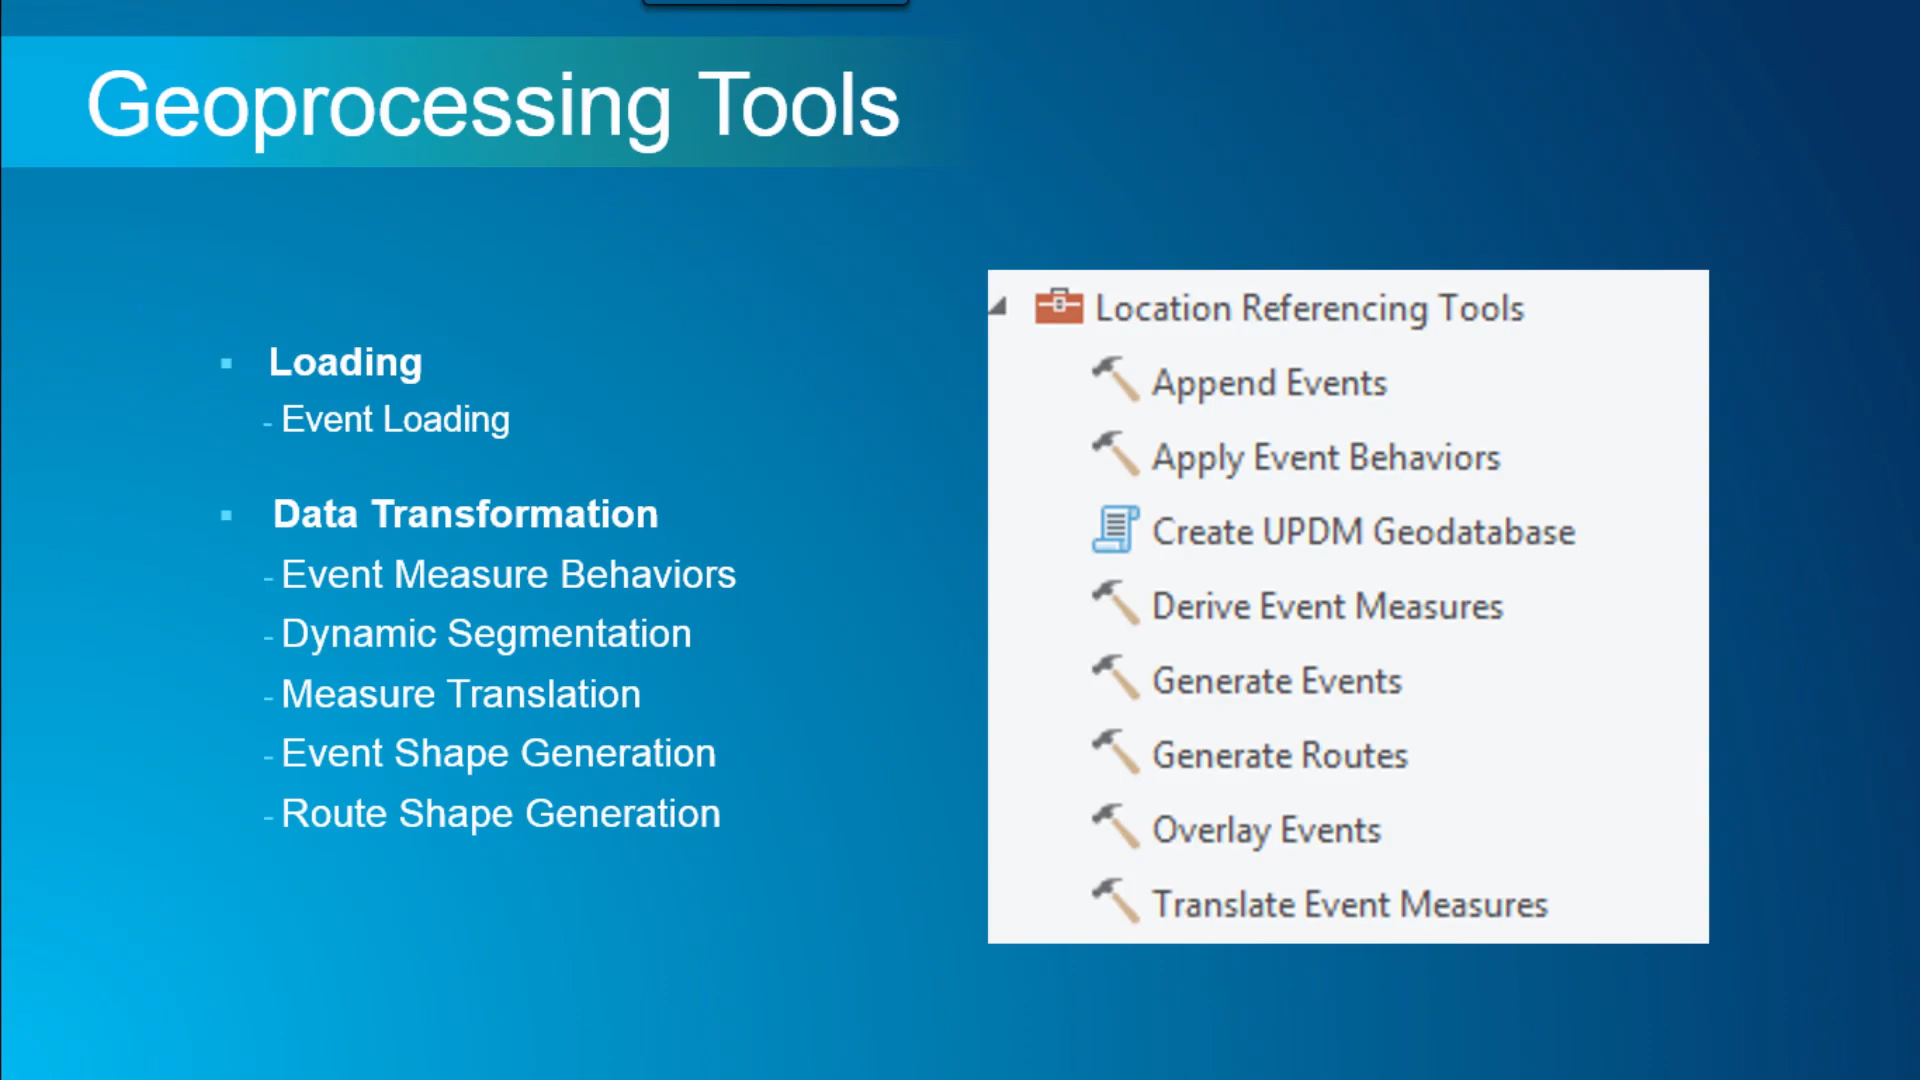 Geoprocessing Tools
Loading
- Event Loading
Data Transformation
- Event Measure Behaviors
- Dynamic Segmentation
- Measure Translation
- Event Shape Generation
- Route Shape Generation
Location Referencing Tools
Append Events
Apply Event Behaviors
Create UPDM Geodatabase
Derive Event Measures
Generate Events
Generate Routes
Overlay Events
Translate Event Measures